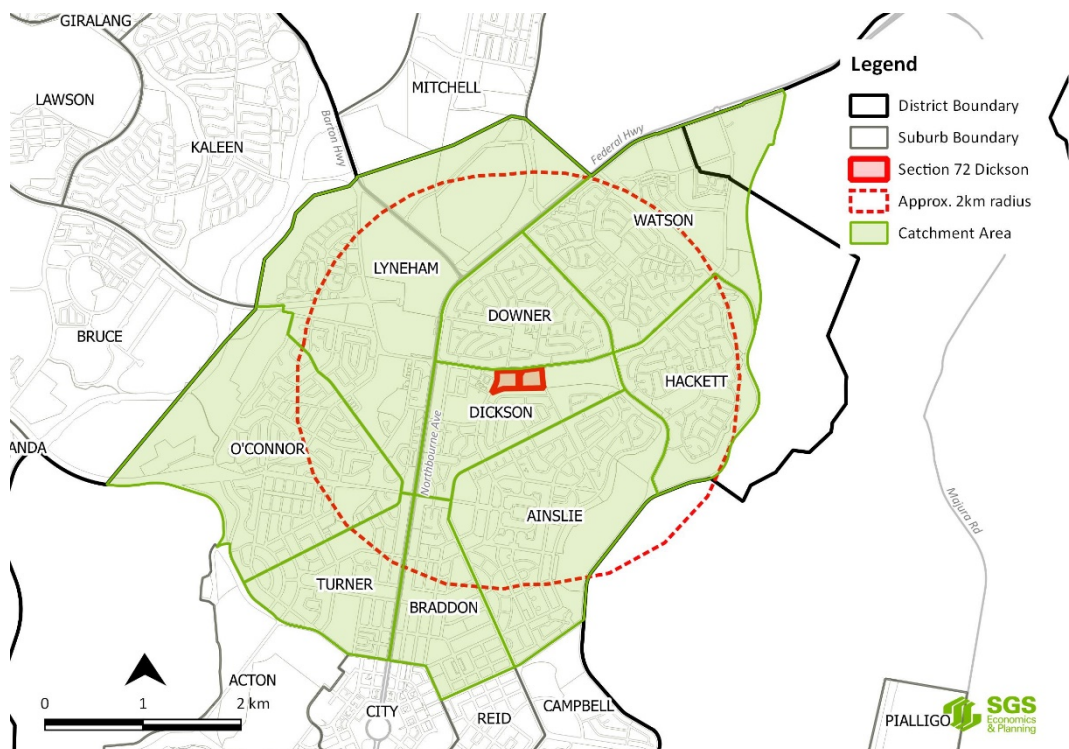 GIRALANG
LAWSON
KALEEN
MITCHELL
Barton Hwy
Federal Hwy
WATSON
LYNEHAM
DOWNER
BRUCE
HACKETT
DICKSON
ANDA
O'CONNOR
Northbourne Ave
AINSLIE
TURNER
BRADDON
Majura Rd
ACTON
CITY
REID
CAMPBELL
PIALLIGO
Legend
District Boundary
Suburb Boundary
Section 72 Dickson
Approx. 2km radius
Catchment Area
0 1 2 km
SGS
Economics
& Planning